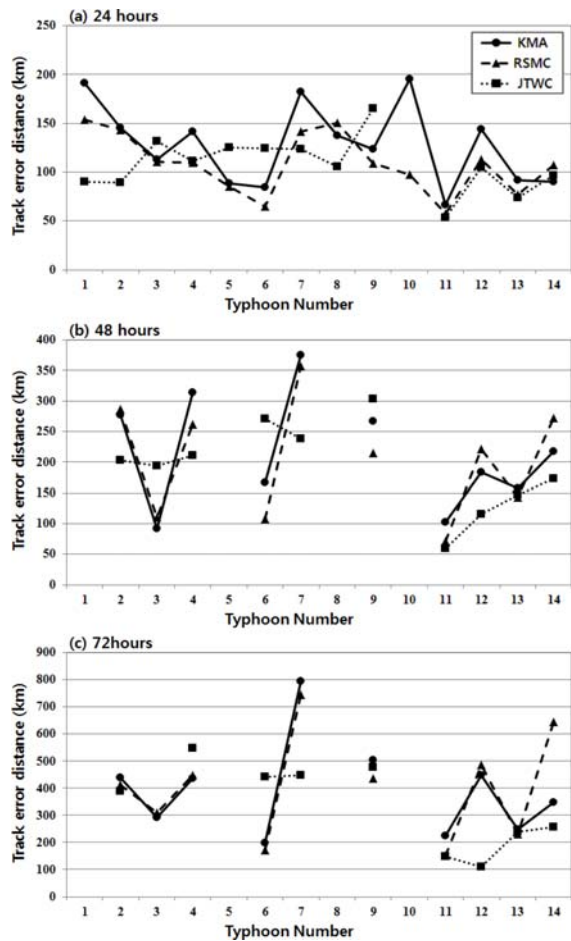 (a) 24 hours
250
200
150
100
50
0
Track error distance (km)
KMA
RSMC
JTWC
1 2 3 4 5 6 7 8 9 10 11 12 13 14
Typhoon Number
(b) 48 hours
400
350
300
250
200
150
100
50
0
Track error distance (km)
1 2 3 4 5 6 7 8 9 10 11 12 13 14
Typhoon Number
(c) 72hours
900
800
700
600
500
400
300
200
100
0
Track error distance (km)
1 2 3 4 5 6 7 8 9 10 11 12 13 14
Typhoon Number